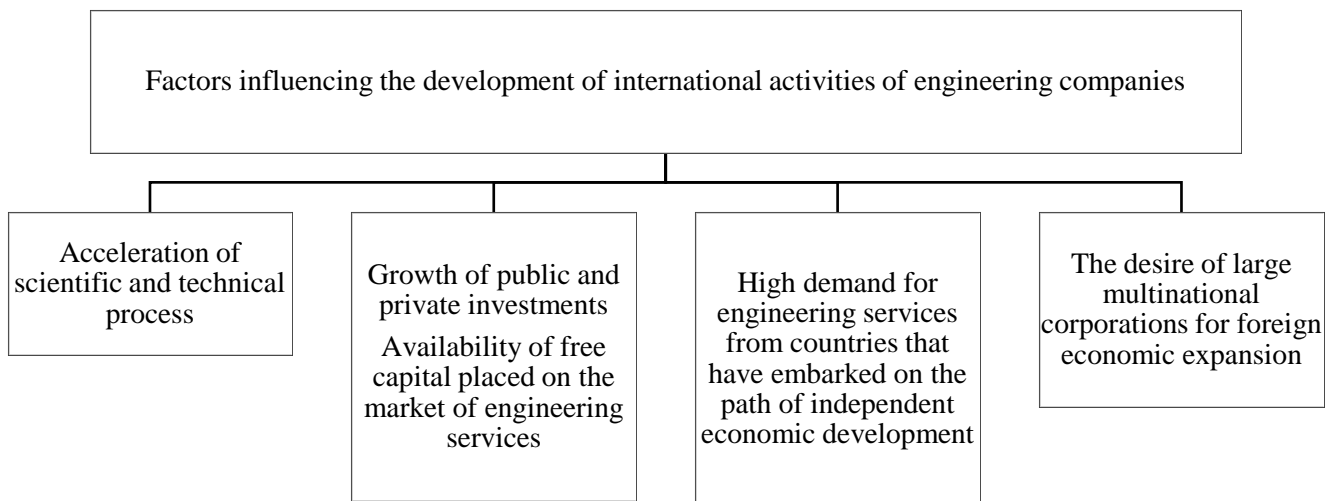 Factors influencing the development of international activities of engineering companies
Acceleration of
scientific and technical
process
Growth of public and
private investments
Availability of free
capital placed on the
market of engineering
services
High demand for
engineering services
from countries that
have embarked on the
path of independent
economic development
The desire of large
multinational
corporations for foreign
economic expansion